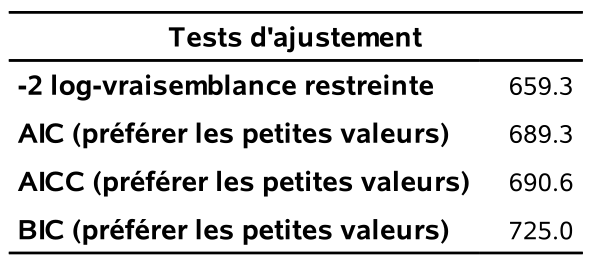 Tests d'ajustement
-2 log-vraisemblance restreinte 659.3
AIC (préférer les petites valeurs) 689.3
AICC (préférer les petites valeurs) 690.6
BIC (préférer les petites valeurs) 725.0